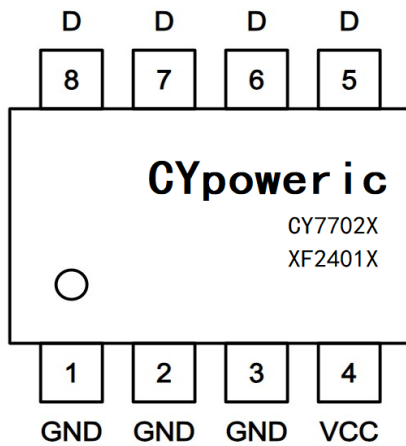 D D D D
8 7 6 5
CYpoweric
CY7702X
XF2401X
1 2 3 4
GND GND GND VCC